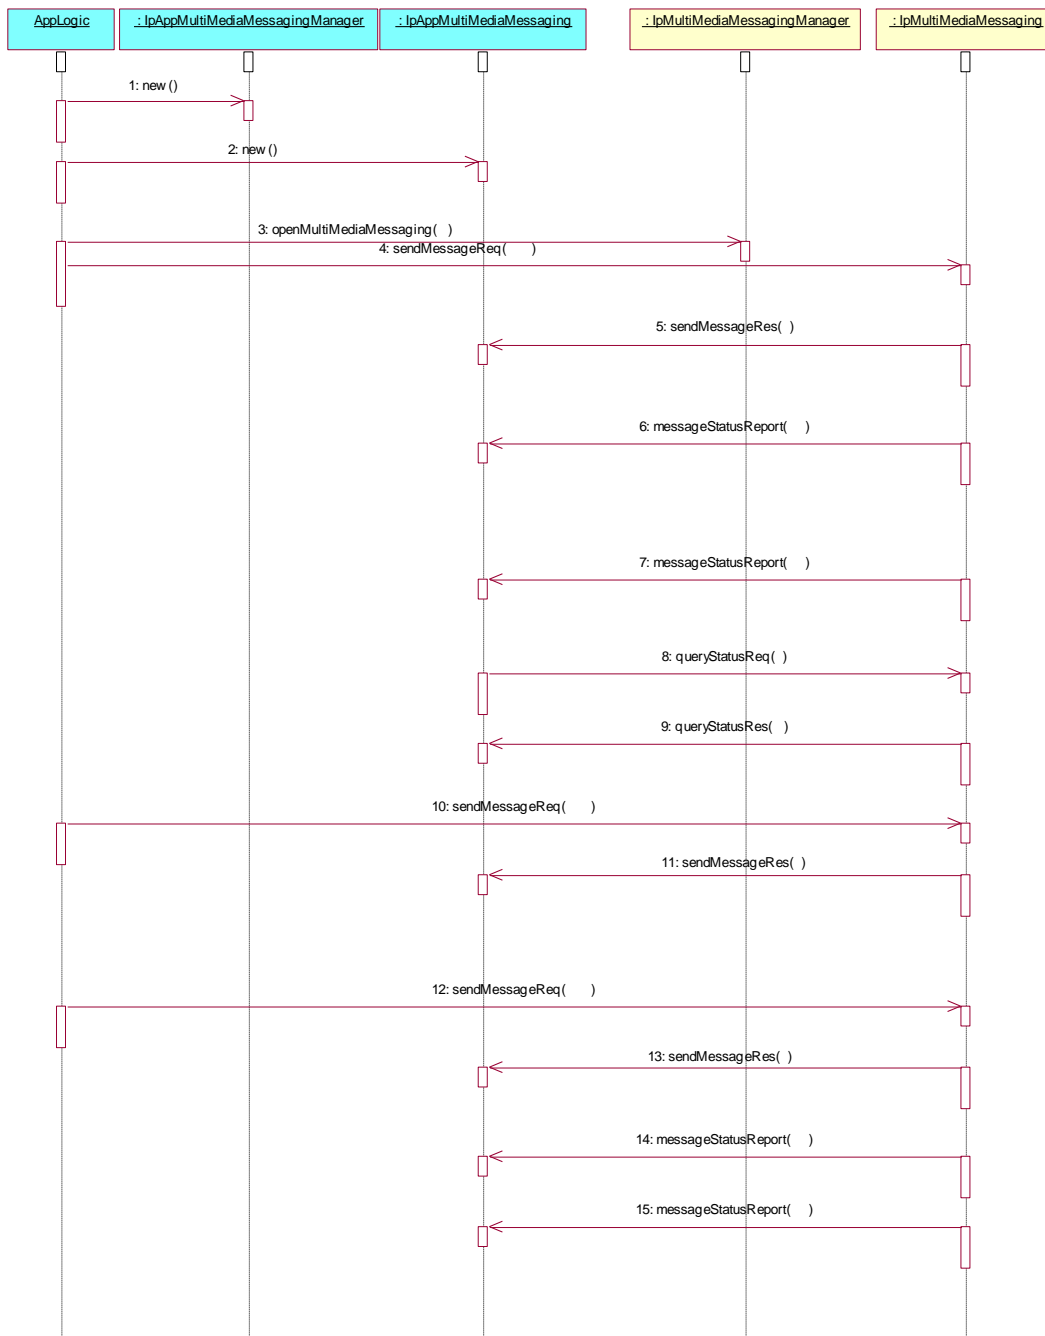 AppLogic
: IpAppMultiMediaMessagingManager
: IpAppMultiMediaMessaging
: IpMultiMediaMessagingManager
: IpMultiMediaMessaging
1: new ()
2: new ()
3: openMultiMediaMessaging( )
4: sendMessageReq( )
5: sendMessageRes( )
6: messageStatusReport( )
7: messageStatusReport( )
8: queryStatusReq( )
9: queryStatusRes( )
10: sendMessageReq( )
11: sendMessageRes( )
12: sendMessageReq( )
13: sendMessageRes( )
14: messageStatusReport( )
15: messageStatusReport( )